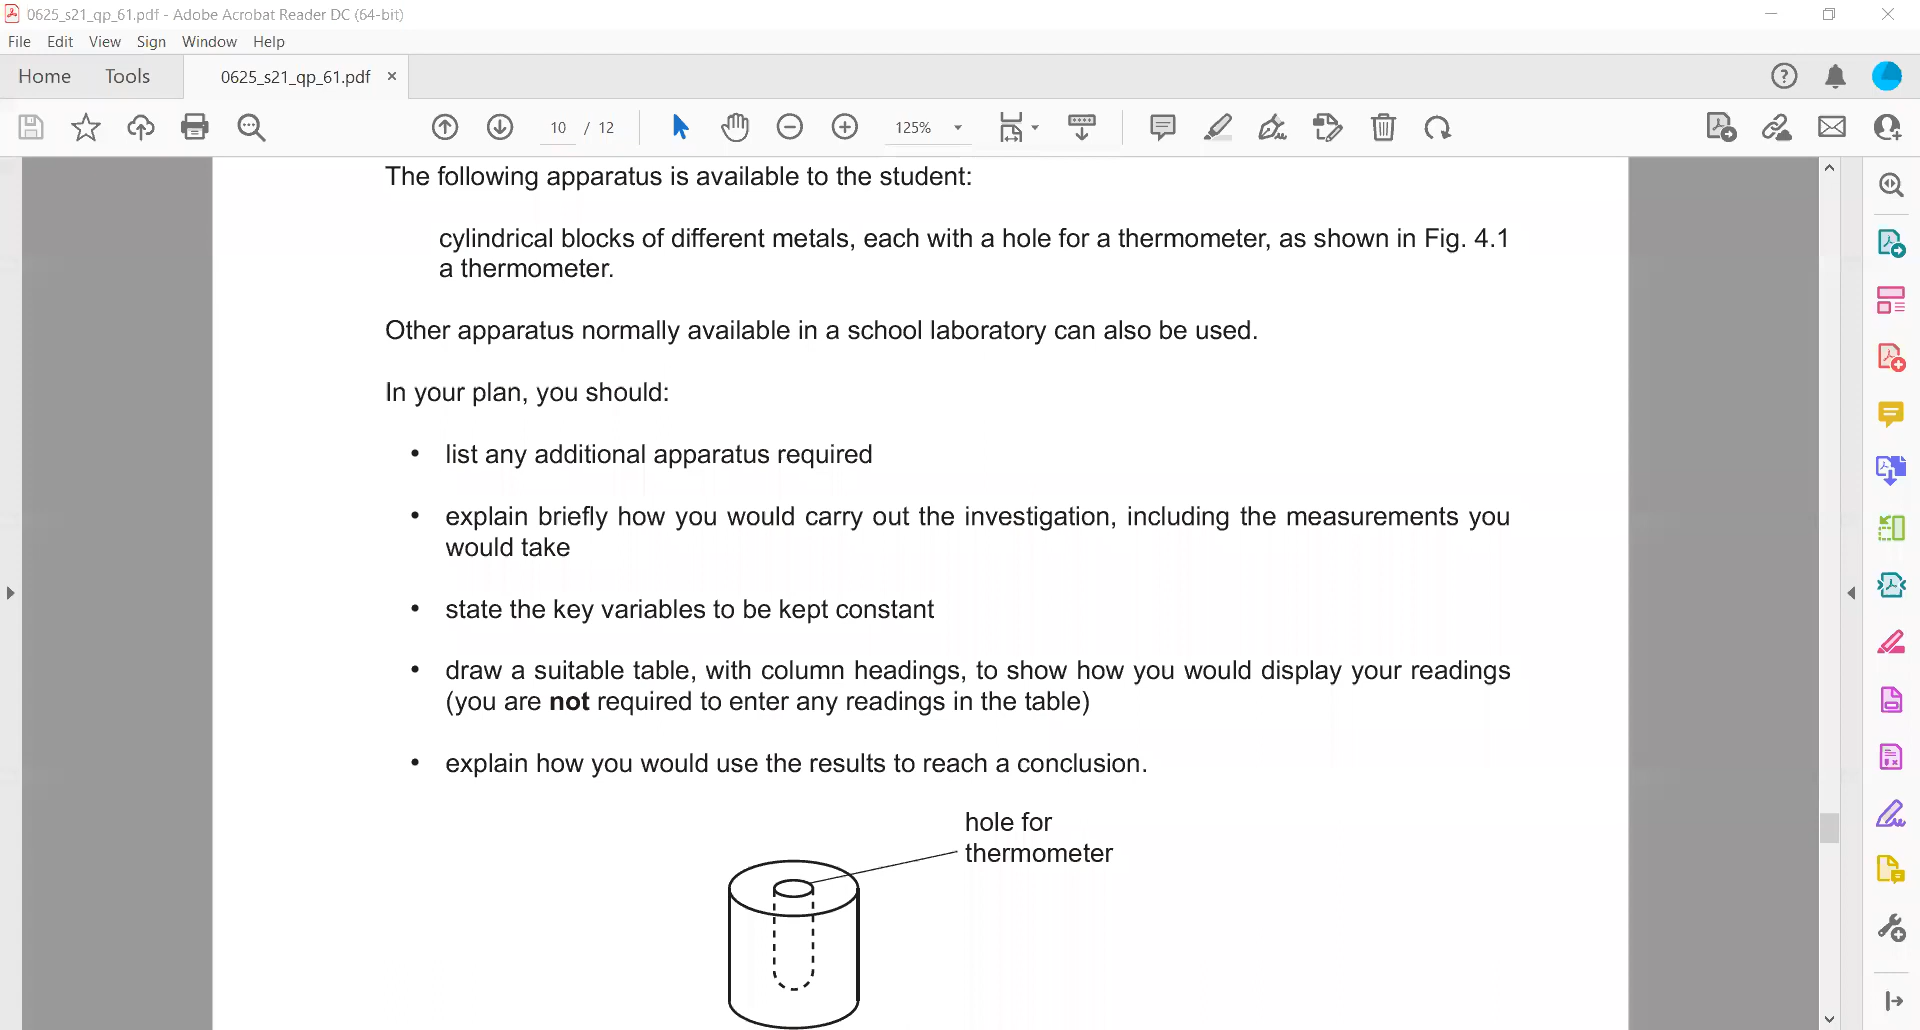 0625_s21_qp_61.pdf - Adobe Acrobat Reader DC (64-bit)
File Edit View Sign Window Help
Home Tools 0625_s21_qp_61.pdf ×
10 / 12 125%
The following apparatus is available to the student:
cylindrical blocks of different metals, each with a hole for a thermometer, as shown in Fig. 4.1
a thermometer.
Other apparatus normally available in a school laboratory can also be used.
In your plan, you should:
• list any additional apparatus required
• explain briefly how you would carry out the investigation, including the measurements you
would take
• state the key variables to be kept constant
• draw a suitable table, with column headings, to show how you would display your readings
(you are not required to enter any readings in the table)
• explain how you would use the results to reach a conclusion.
hole for
thermometer